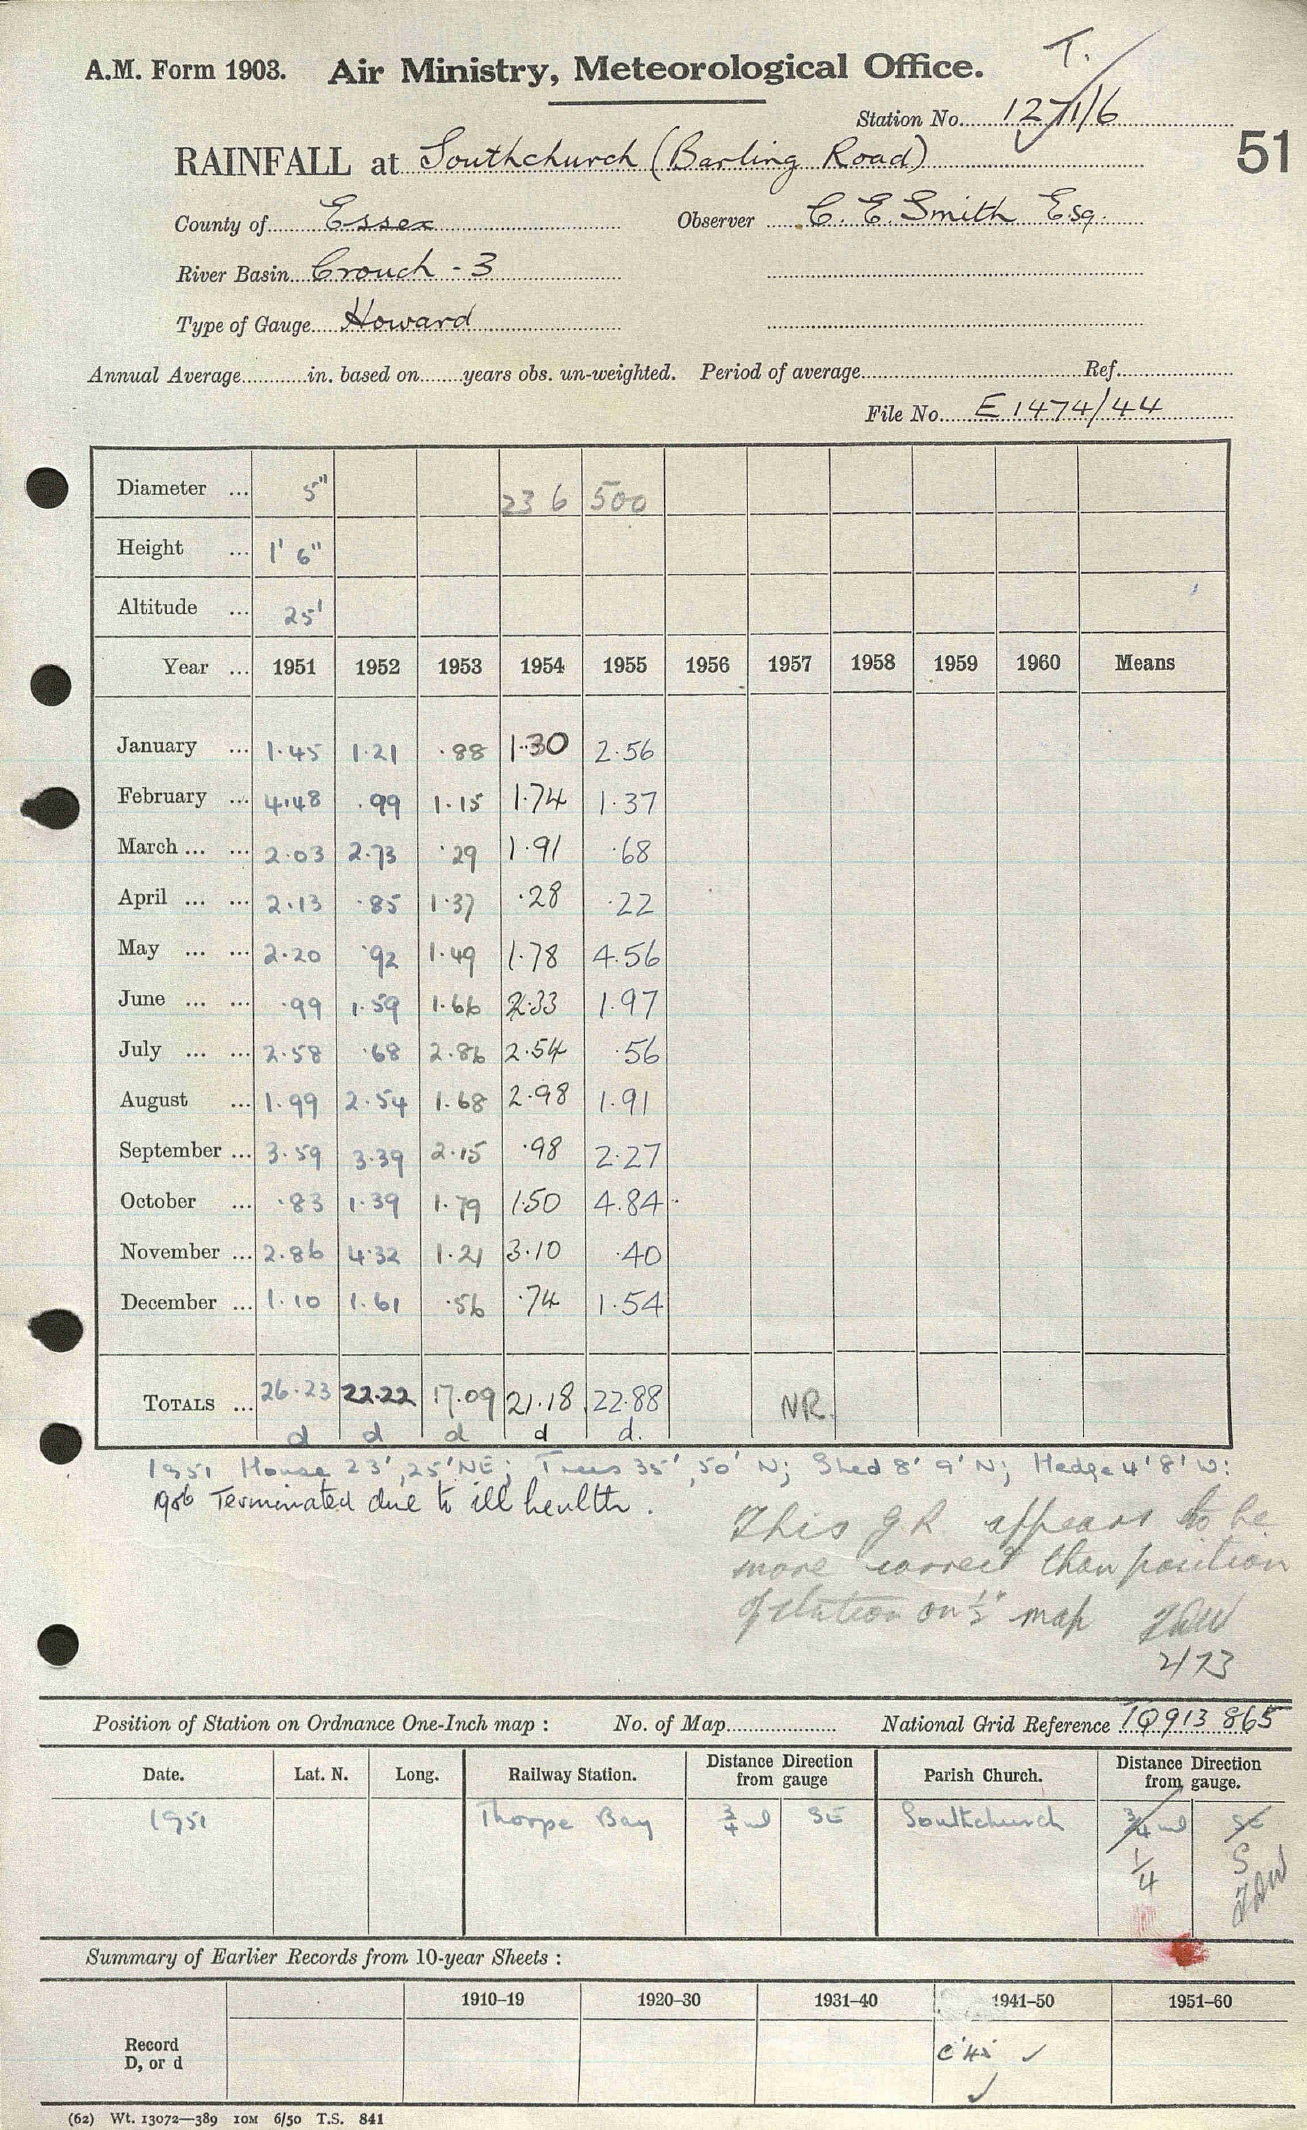 T.
A.M. Form 1903. Air Ministry, Meteorological Office.
Station No. 1271/6
51
RAINFALL at Southchurch (Barling Road)
County of Essex Observer C. E. Smith Esq.
River Basin Crouch - 3
Type of Gauge Howard
Annual Average............in. based on........years obs. un-weighted. Period of average........................Ref.............
File No. E 1474/44
Diameter ... 5" 23 6 500
Height ... 1' 6"
Altitude ... 25'
Year ... 1951 1952 1953 1954 1955 1956 1957 1958 1959 1960 Means
January ... 1.45 1.21 .88 1.30 2.56
February ... 4.48 .99 1.15 1.74 1.37
March ... ... 2.03 2.73 .29 1.91 .68
April ... ... 2.13 .85 1.37 .28 .22
May ... ... 2.20 .92 1.49 1.78 4.56
June ... ... .99 1.59 1.66 2.33 1.97
July ... ... 2.58 .68 2.86 2.54 .56
August ... 1.99 2.54 1.68 2.98 1.91
September ... 3.59 3.39 2.15 .98 2.27
October ... .83 1.39 1.79 1.50 4.84
November ... 2.86 4.32 1.21 3.10 .40
December ... 1.10 1.61 .56 .74 1.54
TOTALS ... 26.23 22.22 17.09 21.18 22.88 NR.
d d d d d.
1951 House 23', 25' NE; Trees 35', 50' N; Shed 8' 9' N; Hedge 4' 8' W:
1956 Terminated due to ill health.
This G.R. appears to be
more correct than position
of station on ½" map JDW
2/73
Position of Station on Ordnance One-Inch map : No. of Map.................. National Grid Reference TQ 913 865
Date. Lat. N. Long. Railway Station. Distance Direction from gauge Parish Church. Distance Direction from gauge.
1951 Thorpe Bay ¾ ml SE Southchurch ¾ ml SE
¼ S
JDW
Summary of Earlier Records from 10-year Sheets :
1910–19 1920–30 1931–40 1941–50 1951–60
Record
D, or d
C'45 ✓
✓
(62) Wt. 13072—389 10M 6/50 T.S. 841